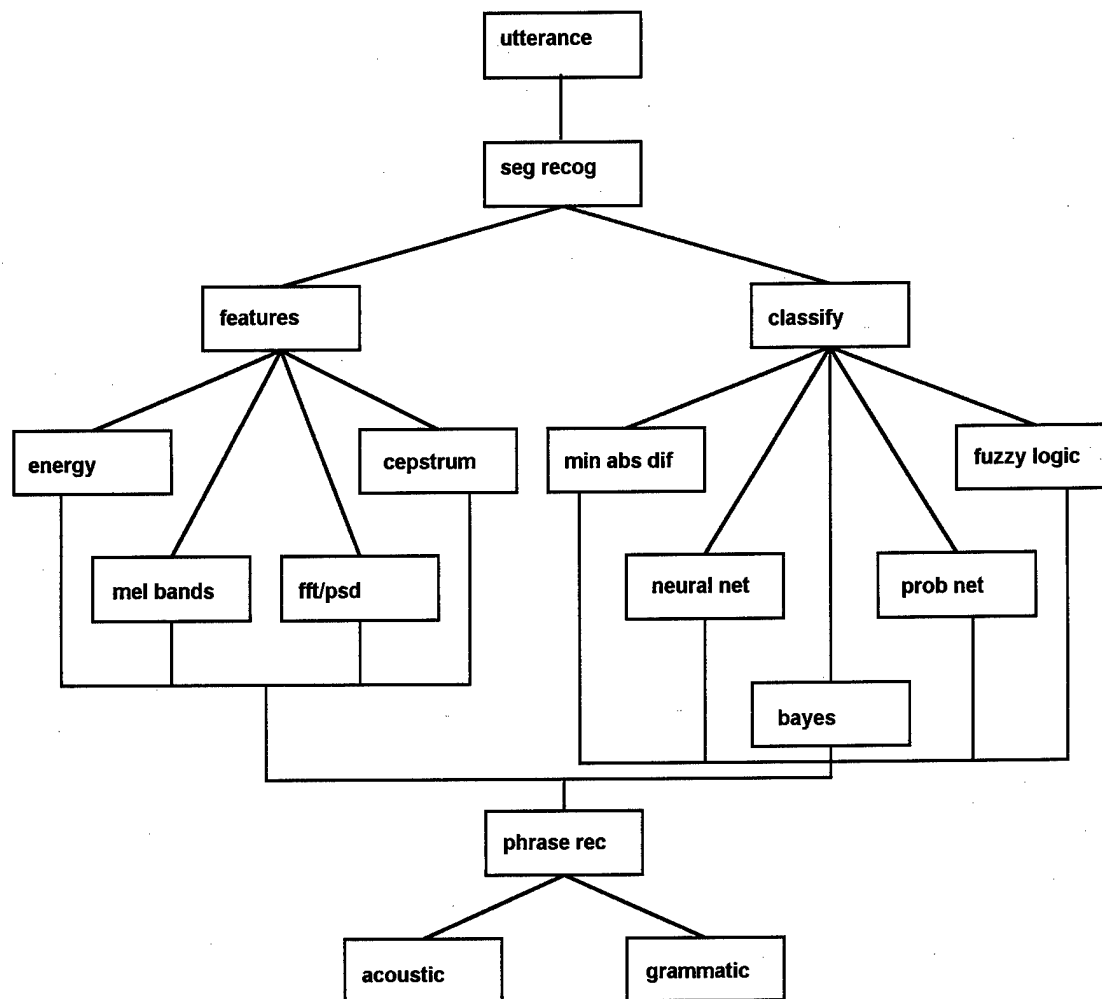 utterance
seg recog
features
classify
energy
cepstrum
min abs dif
fuzzy logic
mel bands
fft/psd
neural net
prob net
bayes
phrase rec
acoustic
grammatic